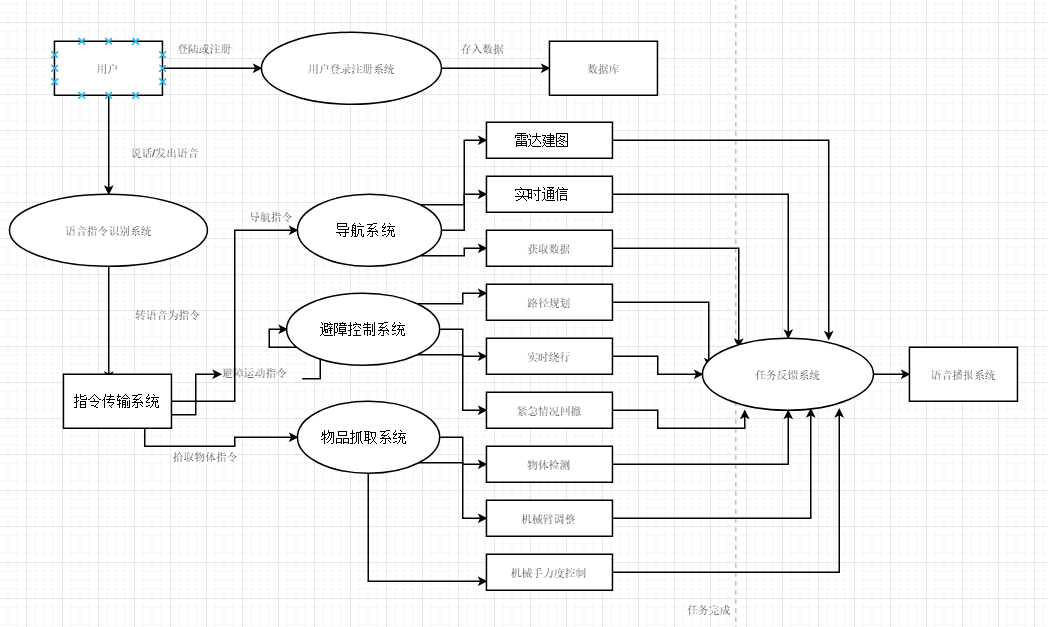 登陆或注册
存入数据
用户
用户登录注册系统
数据库
雷达建图
说话/发出语音
实时通信
导航指令
语音指令识别系统
导航系统
获取数据
路径规划
转语音为指令
避障控制系统
实时绕行
避障运动指令
任务反馈系统
语音播报系统
指令传输系统
紧急情况回撤
物品抓取系统
拾取物体指令
物体检测
机械臂调整
机械手力度控制
任务完成